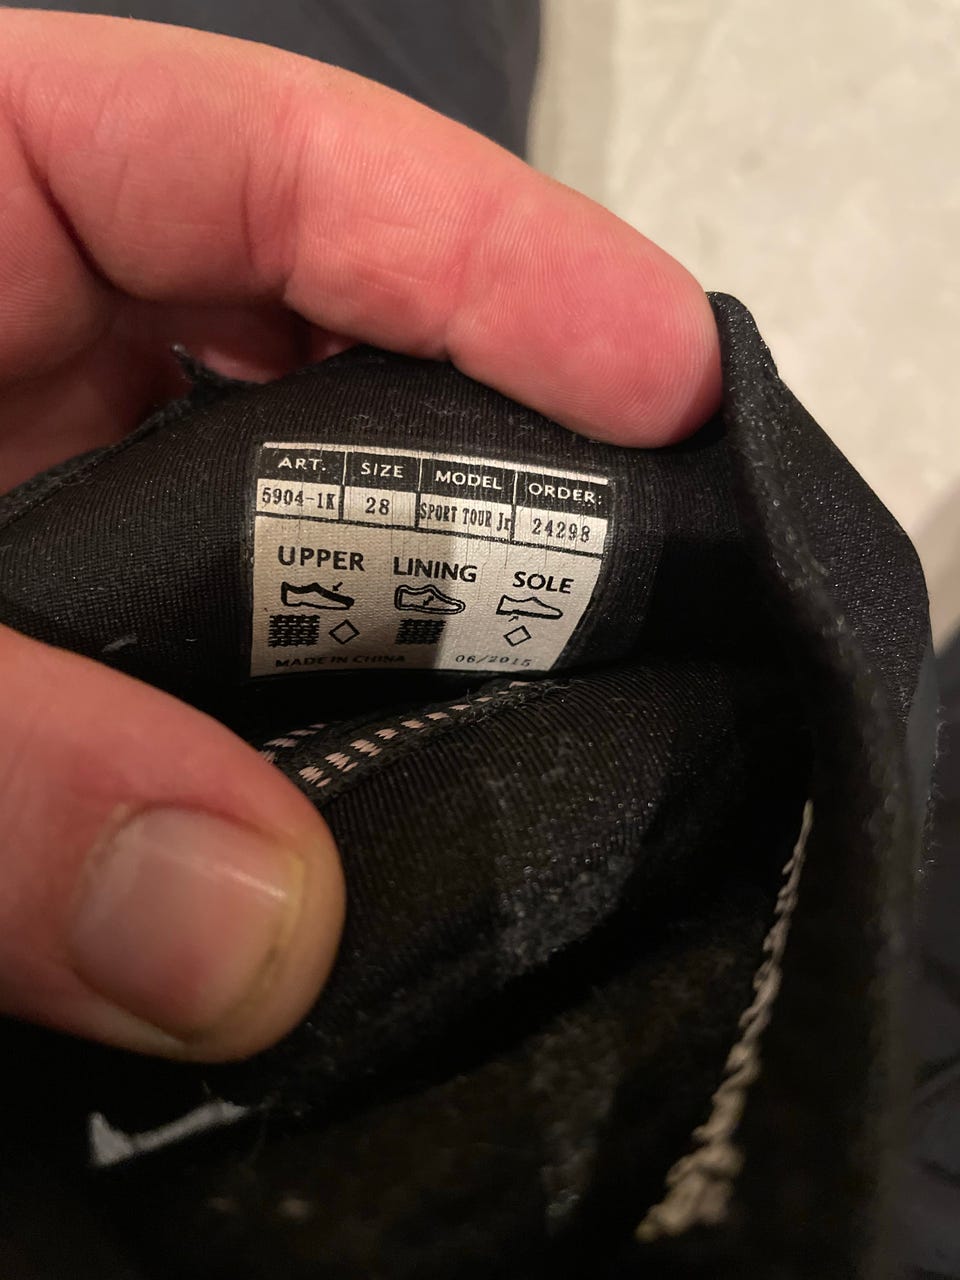 ART. SIZE MODEL ORDER:
5904-1K 28 SPORT TOUR Jr 24298
UPPER LINING SOLE
MADE IN CHINA 06/2015